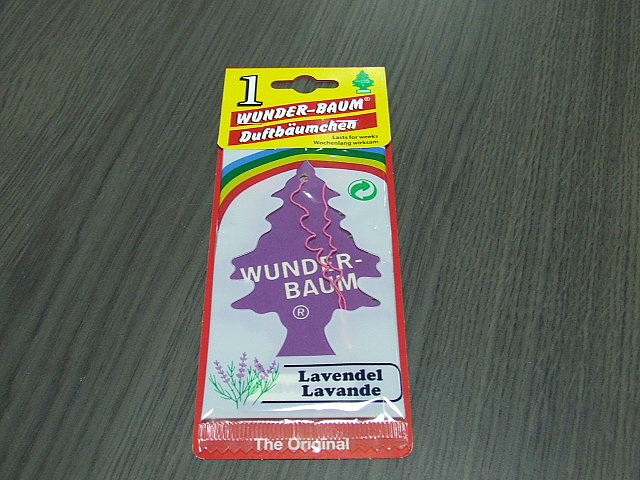 1
WUNDER-BAUM®
Duftbäumchen
Lasts for weeks
Wochenlang wirksam
WUNDER-
BAUM
®
Lavendel
Lavande
The Original